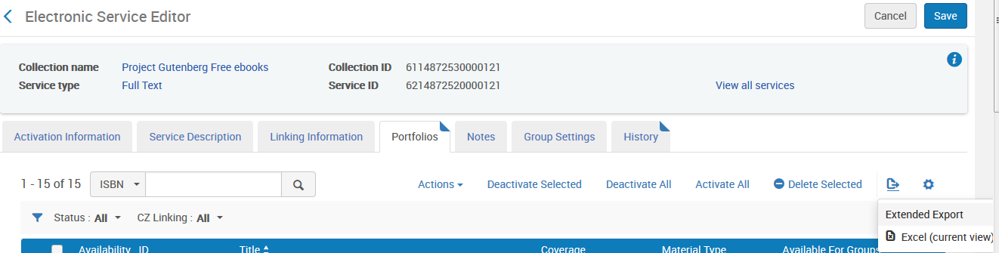 Electronic Service Editor
Cancel
Save
Collection name Project Gutenberg Free ebooks Collection ID 6114872530000121
Service type Full Text Service ID 6214872520000121 View all services
Activation Information Service Description Linking Information Portfolios Notes Group Settings History
1 - 15 of 15 ISBN Actions Deactivate Selected Deactivate All Activate All Delete Selected
Status : All CZ Linking : All
Extended Export
Excel (current view)
Availability ID Title Coverage Material Type Available For Groups